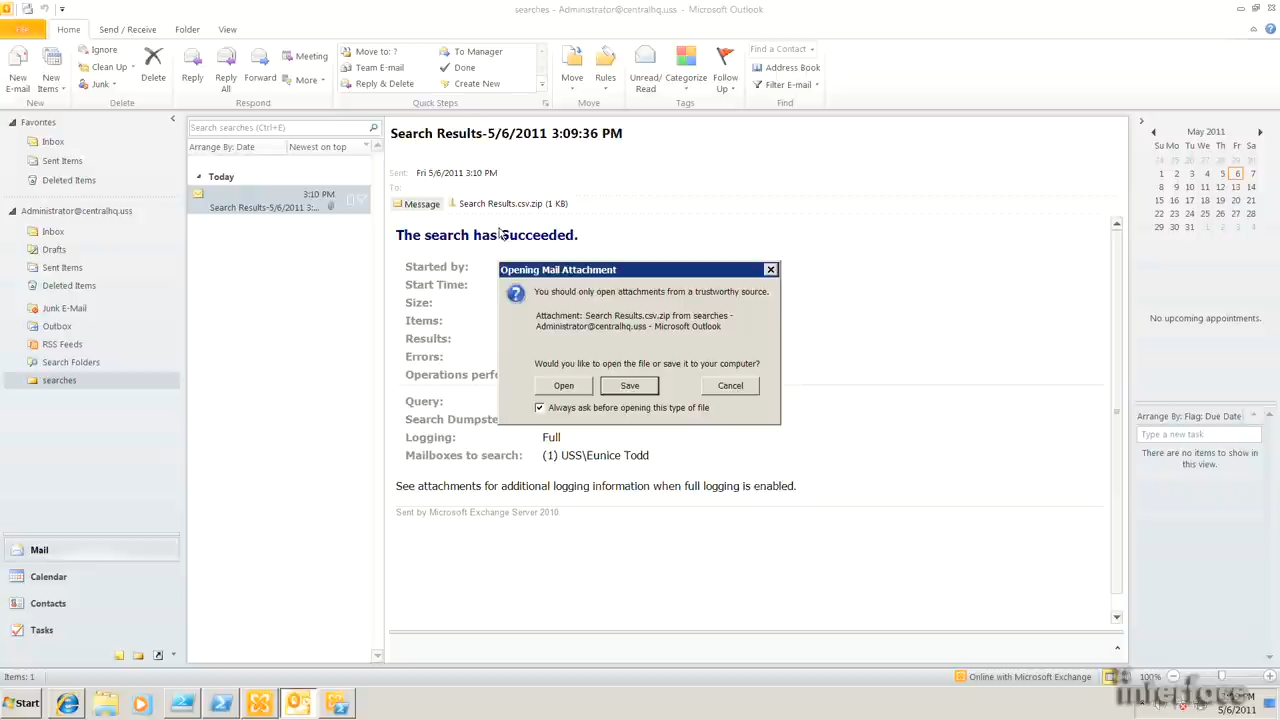 searches - Administrator@centralhq.uss - Microsoft Outlook
File Home Send / Receive Folder View
New E-mail
New Items
New
Ignore
Clean Up
Junk
Delete
Delete
Reply
Reply All
Forward
Meeting
More
Respond
Move to: ?
Team E-mail
Reply & Delete
To Manager
Done
Create New
Quick Steps
Move
Rules
Move
Unread/ Read
Categorize
Follow Up
Tags
Find a Contact
Address Book
Filter E-mail
Find
Favorites
Inbox
Sent Items
Deleted Items
Administrator@centralhq.uss
Inbox
Drafts
Sent Items
Deleted Items
Junk E-Mail
Outbox
RSS Feeds
Search Folders
searches
Mail
Calendar
Contacts
Tasks
Search searches (Ctrl+E)
Arrange By: Date Newest on top
Today
3:10 PM
Search Results-5/6/2011 3:...
Search Results-5/6/2011 3:09:36 PM
Sent: Fri 5/6/2011 3:10 PM
To:
Message Search Results.csv.zip (1 KB)
The search has succeeded.
Started by:
Start Time:
Size:
Items:
Results:
Errors:
Operations perfo
Query:
Search Dumpste
Logging: Full
Mailboxes to search: (1) USS\Eunice Todd
See attachments for additional logging information when full logging is enabled.
Sent by Microsoft Exchange Server 2010
Opening Mail Attachment
You should only open attachments from a trustworthy source.
Attachment: Search Results.csv.zip from searches -
Administrator@centralhq.uss - Microsoft Outlook
Would you like to open the file or save it to your computer?
Open Save Cancel
Always ask before opening this type of file
May 2011
Su Mo Tu We Th Fr Sa
24 25 26 27 28 29 30
1 2 3 4 5 6 7
8 9 10 11 12 13 14
15 16 17 18 19 20 21
22 23 24 25 26 27 28
29 30 31 1 2 3 4
No upcoming appointments.
Arrange By: Flag: Due Date
Type a new task
There are no items to show in
this view.
Items: 1
Online with Microsoft Exchange
100%
Start
interface
5/6/2011